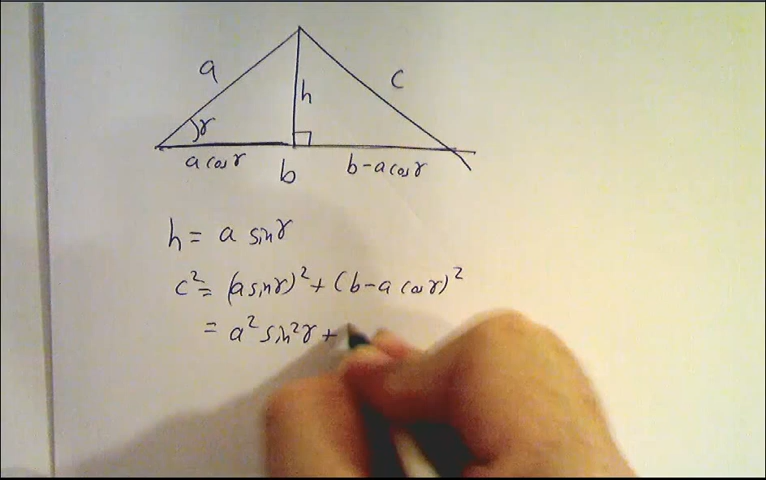 a
c
h
γ
a cos γ
b
b-a cos γ
h = a sin γ
c² = (a sin γ)² + (b-a cos γ)²
= a² sin² γ +